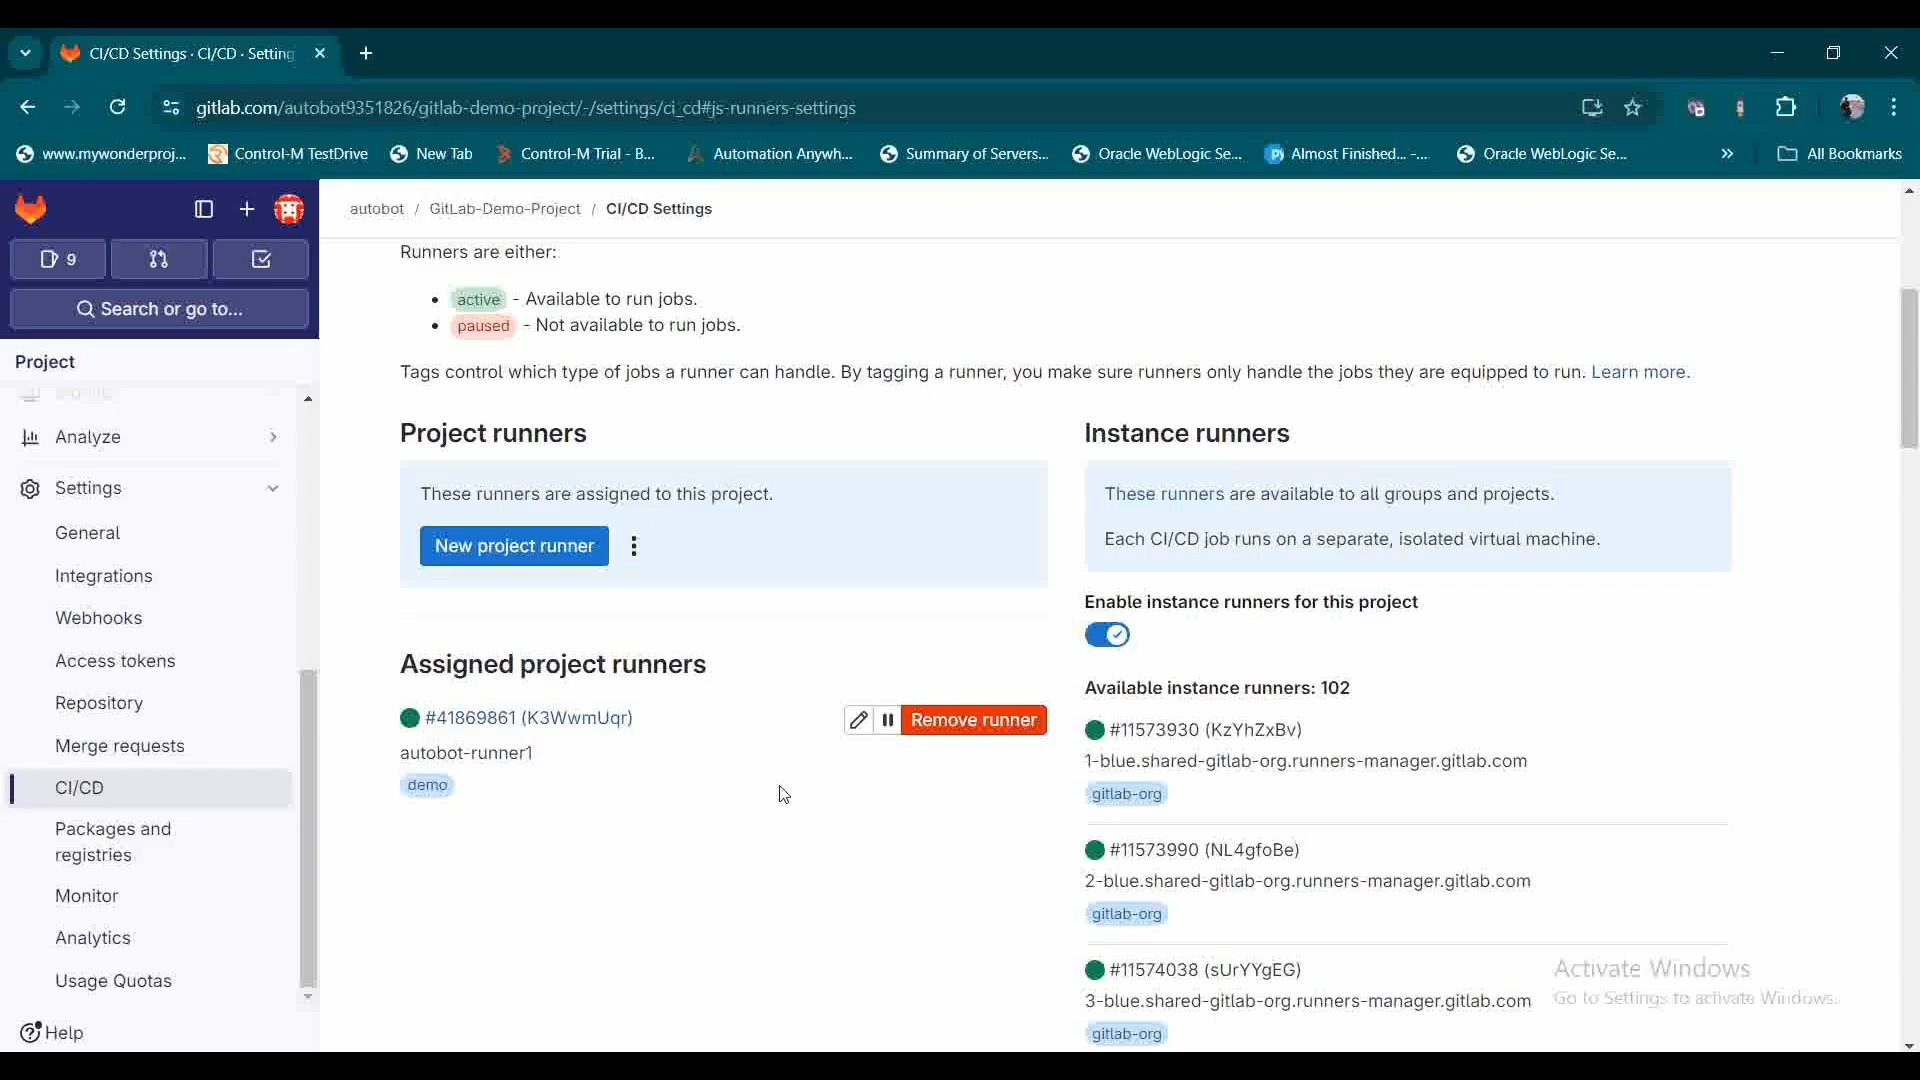 CI/CD Settings · CI/CD · Setting
gitlab.com/autobot9351826/gitlab-demo-project/-/settings/ci_cd#js-runners-settings
www.mywonderproj...
Control-M TestDrive
New Tab
Control-M Trial - B...
Automation Anywh...
Summary of Servers...
Oracle WebLogic Se...
Almost Finished... -...
Oracle WebLogic Se...
All Bookmarks
9
Search or go to...
Project
Analyze
Settings
General
Integrations
Webhooks
Access tokens
Repository
Merge requests
CI/CD
Packages and
registries
Monitor
Analytics
Usage Quotas
Help
autobot / GitLab-Demo-Project / CI/CD Settings
Runners are either:
active - Available to run jobs.
paused - Not available to run jobs.
Tags control which type of jobs a runner can handle. By tagging a runner, you make sure runners only handle the jobs they are equipped to run. Learn more.
Project runners
These runners are assigned to this project.
New project runner
Assigned project runners
#41869861 (K3WwmUqr)
Remove runner
autobot-runner1
demo
Instance runners
These runners are available to all groups and projects.
Each CI/CD job runs on a separate, isolated virtual machine.
Enable instance runners for this project
Available instance runners: 102
#11573930 (KzYhZxBv)
1-blue.shared-gitlab-org.runners-manager.gitlab.com
gitlab-org
#11573990 (NL4gfoBe)
2-blue.shared-gitlab-org.runners-manager.gitlab.com
gitlab-org
#11574038 (sUrYYgEG)
3-blue.shared-gitlab-org.runners-manager.gitlab.com
gitlab-org
Activate Windows
Go to Settings to activate Windows.